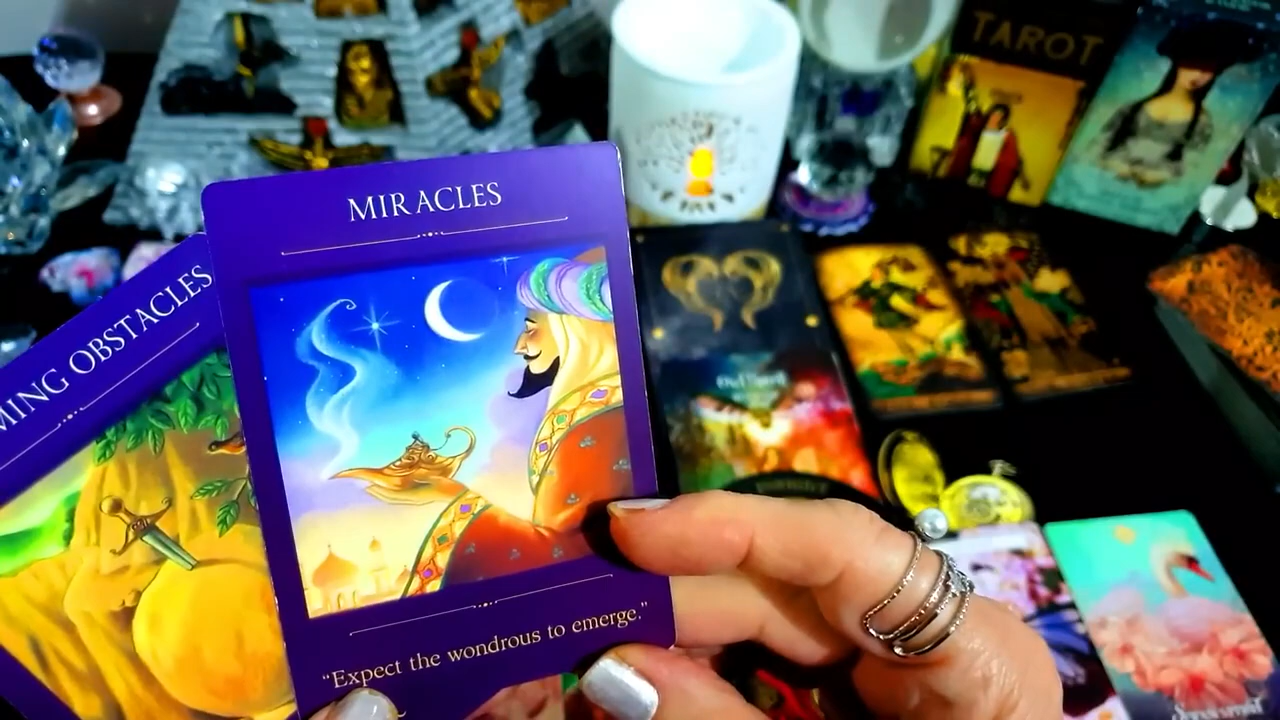 TAROT
MIRACLES
MING OBSTACLES
"Expect the wondrous to emerge."